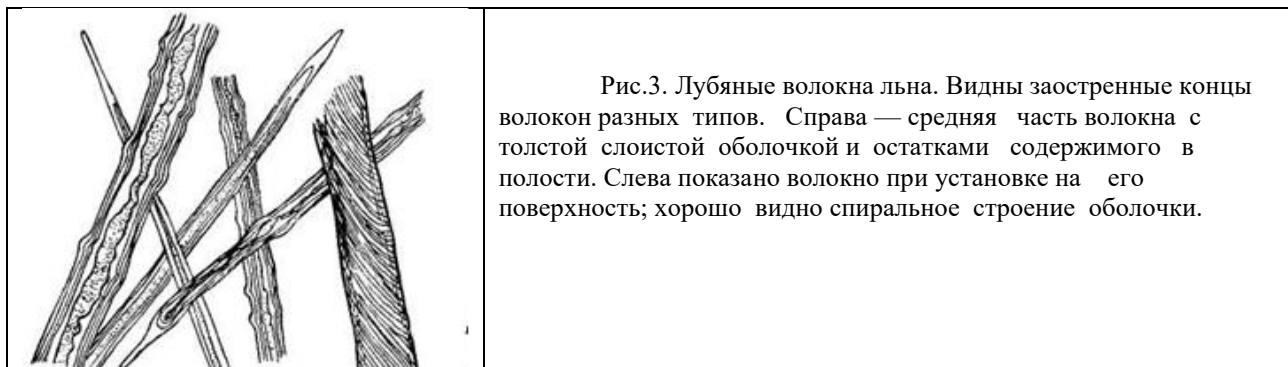 Рис.3. Лубяные волокна льна. Видны заостренные концы
волокон разных типов. Справа — средняя часть волокна с
толстой слоистой оболочкой и остатками содержимого в
полости. Слева показано волокно при установке на его
поверхность; хорошо видно спиральное строение оболочки.